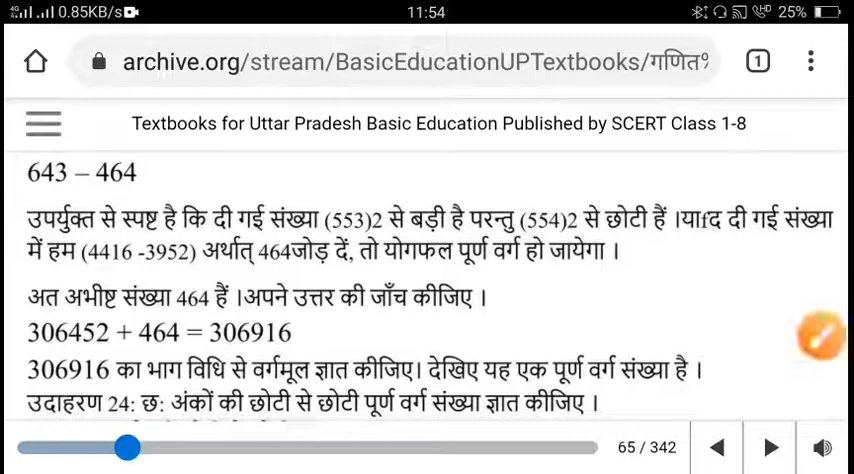 4G 0.85KB/s 11:54 HD 25%
archive.org/stream/BasicEducationUPTextbooks/गणित% 1
Textbooks for Uttar Pradesh Basic Education Published by SCERT Class 1-8
643 – 464
उपर्युक्त से स्पष्ट है कि दी गई संख्या (553)2 से बड़ी है परन्तु (554)2 से छोटी हैं ।याfद दी गई संख्या
में हम (4416 -3952) अर्थात् 464जोड़ दें, तो योगफल पूर्ण वर्ग हो जायेगा ।
अत अभीष्ट संख्या 464 हैं ।अपने उत्तर की जाँच कीजिए ।
306452 + 464 = 306916
306916 का भाग विधि से वर्गमूल ज्ञात कीजिए। देखिए यह एक पूर्ण वर्ग संख्या है ।
उदाहरण 24: छ: अंकों की छोटी से छोटी पूर्ण वर्ग संख्या ज्ञात कीजिए ।
65 / 342